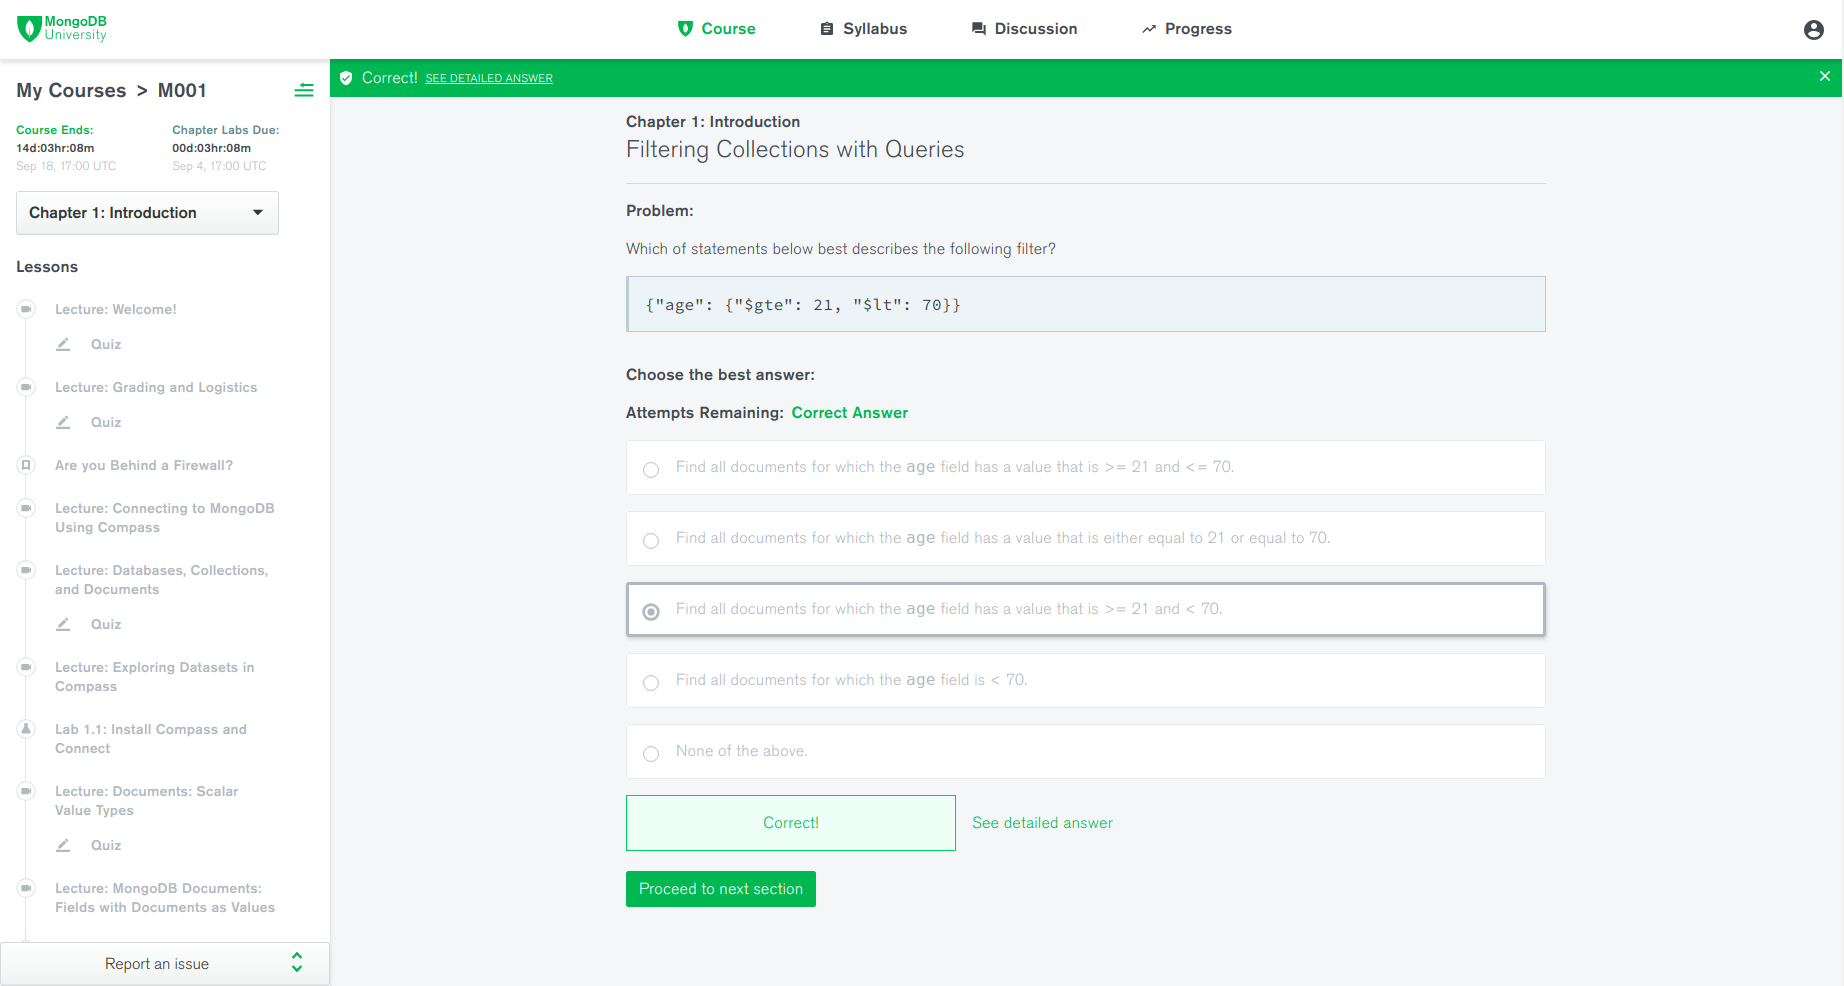 MongoDB
University
Course
Syllabus
Discussion
Progress
My Courses > M001
Course Ends:
14d:03hr:08m
Sep 18, 17:00 UTC
Chapter Labs Due:
00d:03hr:08m
Sep 4, 17:00 UTC
Chapter 1: Introduction
Lessons
Lecture: Welcome!
Quiz
Lecture: Grading and Logistics
Quiz
Are you Behind a Firewall?
Lecture: Connecting to MongoDB
Using Compass
Lecture: Databases, Collections,
and Documents
Quiz
Lecture: Exploring Datasets in
Compass
Lab 1.1: Install Compass and
Connect
Lecture: Documents: Scalar
Value Types
Quiz
Lecture: MongoDB Documents:
Fields with Documents as Values
Report an issue
Correct! SEE DETAILED ANSWER
Chapter 1: Introduction
Filtering Collections with Queries
Problem:
Which of statements below best describes the following filter?
{"age": {"$gte": 21, "$lt": 70}}
Choose the best answer:
Attempts Remaining: Correct Answer
Find all documents for which the age field has a value that is >= 21 and <= 70.
Find all documents for which the age field has a value that is either equal to 21 or equal to 70.
Find all documents for which the age field has a value that is >= 21 and < 70.
Find all documents for which the age field is < 70.
None of the above.
Correct!
See detailed answer
Proceed to next section